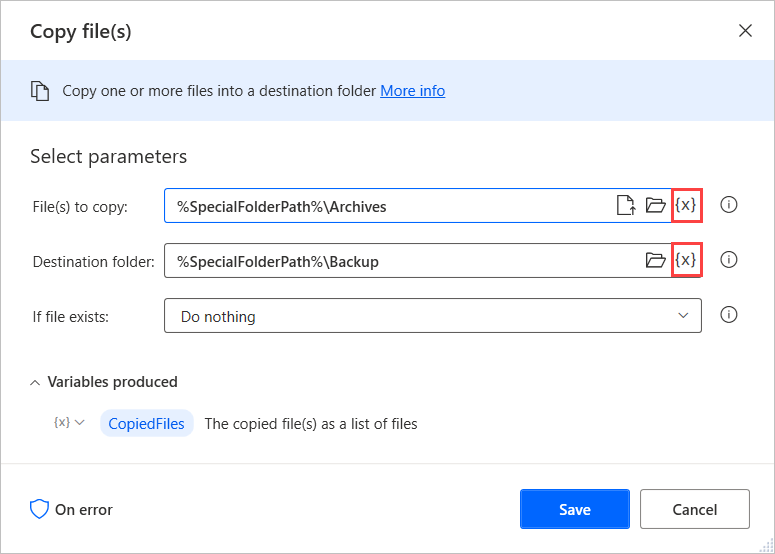 Copy file(s)
Copy one or more files into a destination folder More info
Select parameters
File(s) to copy: %SpecialFolderPath%\Archives {x}
Destination folder: %SpecialFolderPath%\Backup {x}
If file exists: Do nothing
Variables produced
{x} CopiedFiles The copied file(s) as a list of files
On error Save Cancel